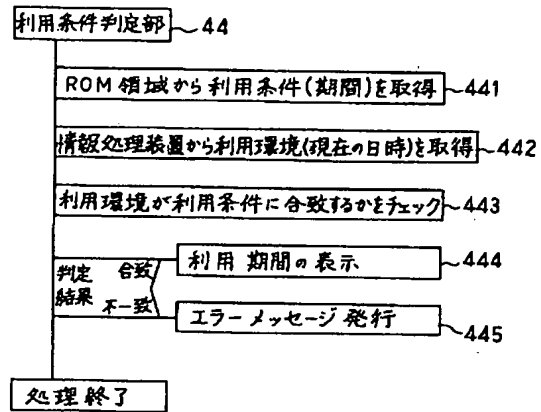 利用条件判定部 44
ROM領域から利用条件(期間)を取得 441
情報処理装置から利用環境(現在の日時)を取得 442
利用環境が利用条件に合致するかをチェック 443
判定結果
合致
利用期間の表示 444
不一致
エラーメッセージ発行 445
処理終了